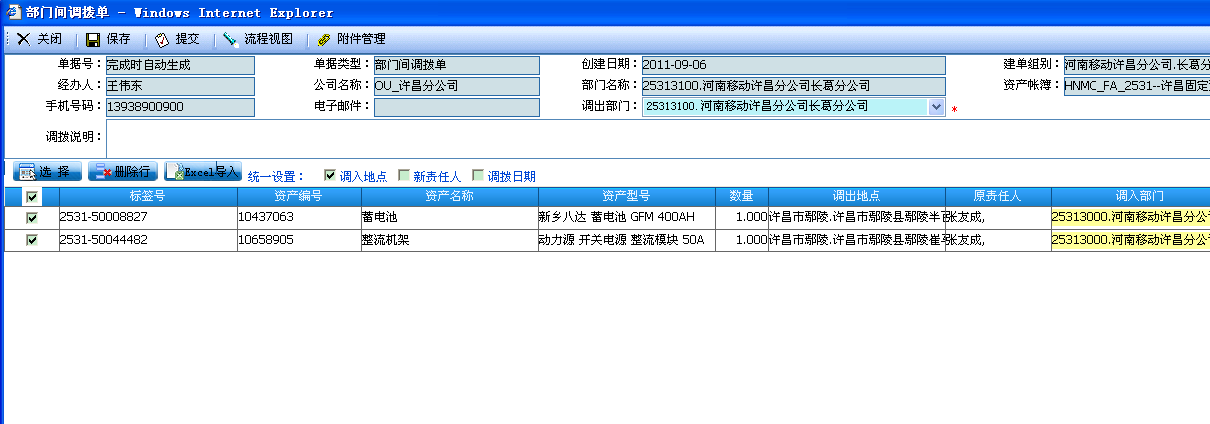 部门间调拨单 - Windows Internet Explorer
关闭 保存 提交 流程视图 附件管理
单据号： 完成时自动生成 单据类型： 部门间调拨单 创建日期： 2011-09-06 建单组别： 河南移动许昌分公司.长葛分
经办人： 王伟东 公司名称： OU_许昌分公司 部门名称： 25313100.河南移动许昌分公司长葛分公司 资产帐簿： HNMC_FA_2531--许昌固定
手机号码： 13938900900 电子邮件： 调出部门： 25313100.河南移动许昌分公司长葛分公司 *
调拨说明：
选 择 删除行 Excel导入 统一设置： 调入地点 新责任人 调拨日期
标签号 资产编号 资产名称 资产型号 数量 调出地点 原责任人 调入部门
2531-50008827 10437063 蓄电池 新乡八达 蓄电池 GFM 400AH 1.000 许昌市鄢陵.许昌市鄢陵县鄢陵半 张友成, 25313000.河南移动许昌分公
2531-50044482 10658905 整流机架 动力源 开关电源 整流模块 50A 1.000 许昌市鄢陵.许昌市鄢陵县鄢陵崔 张友成, 25313000.河南移动许昌分公